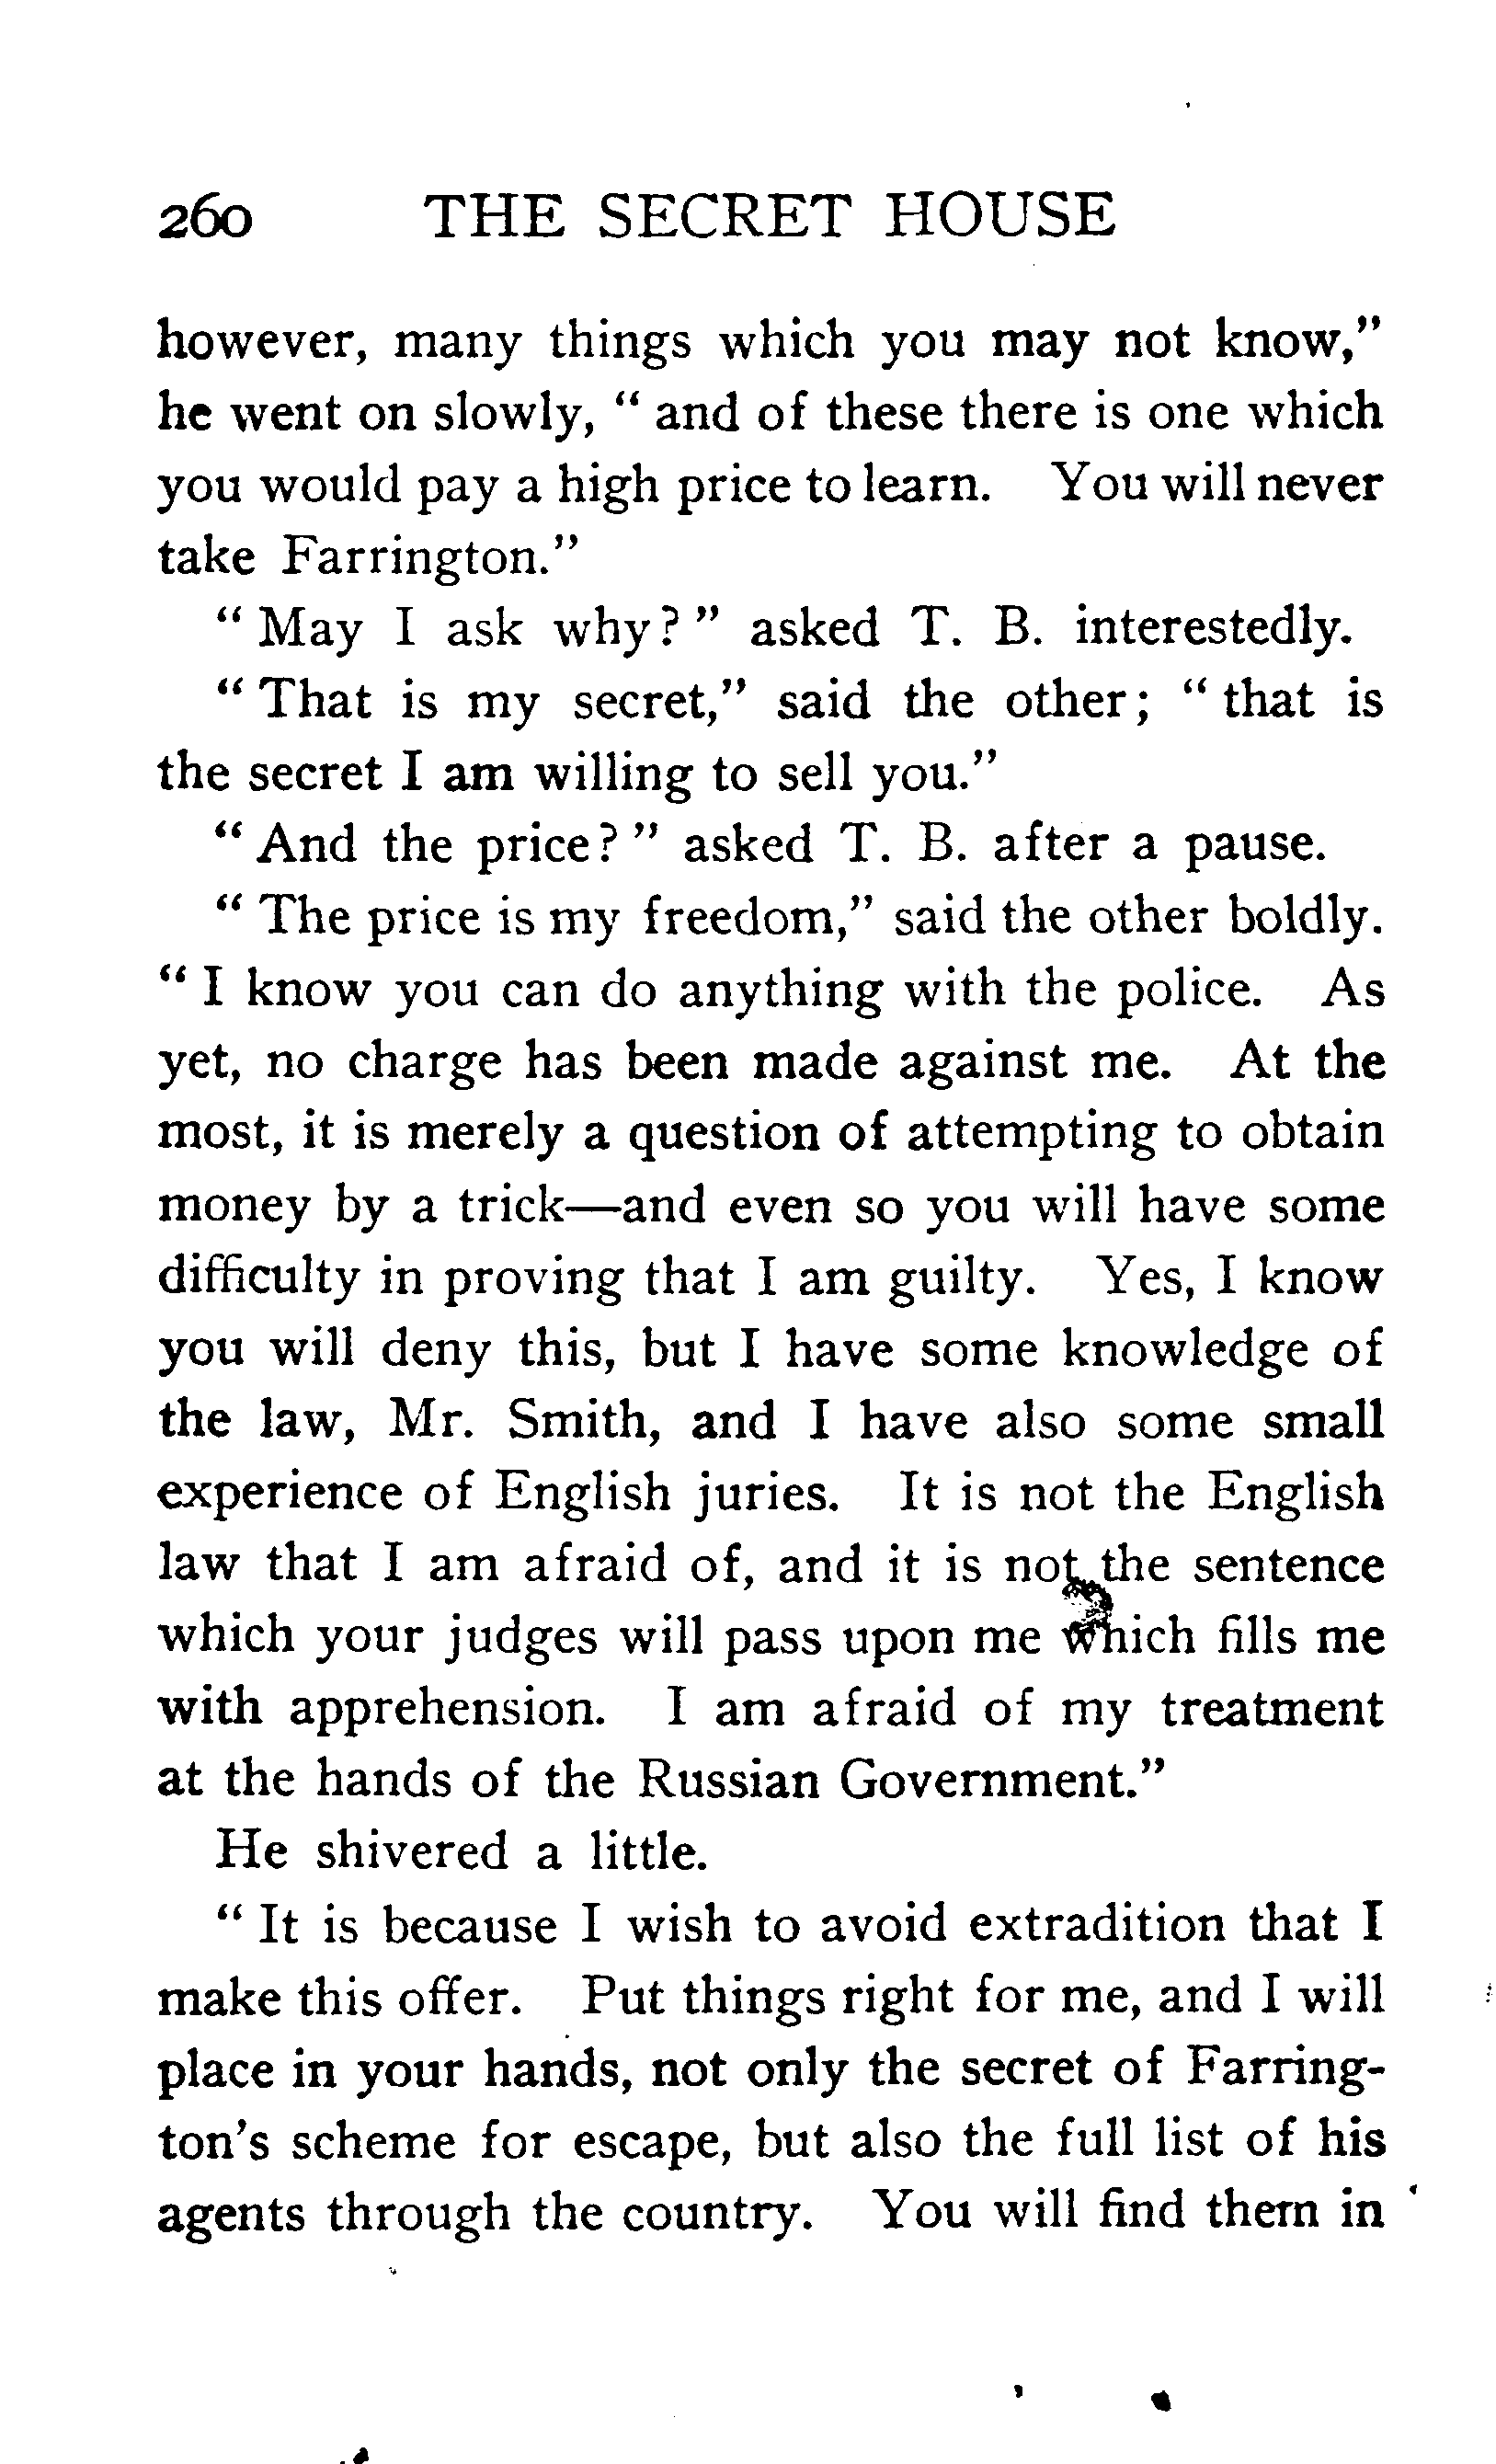 260 THE SECRET HOUSE
however, many things which you may not know,"
he went on slowly, " and of these there is one which
you would pay a high price to learn. You will never
take Farrington."
" May I ask why? " asked T. B. interestedly.
" That is my secret," said the other; " that is
the secret I am willing to sell you."
" And the price? " asked T. B. after a pause.
" The price is my freedom," said the other boldly.
" I know you can do anything with the police. As
yet, no charge has been made against me. At the
most, it is merely a question of attempting to obtain
money by a trick—and even so you will have some
difficulty in proving that I am guilty. Yes, I know
you will deny this, but I have some knowledge of
the law, Mr. Smith, and I have also some small
experience of English juries. It is not the English
law that I am afraid of, and it is not the sentence
which your judges will pass upon me which fills me
with apprehension. I am afraid of my treatment
at the hands of the Russian Government."
He shivered a little.
" It is because I wish to avoid extradition that I
make this offer. Put things right for me, and I will
place in your hands, not only the secret of Farring-
ton's scheme for escape, but also the full list of his
agents through the country. You will find them in